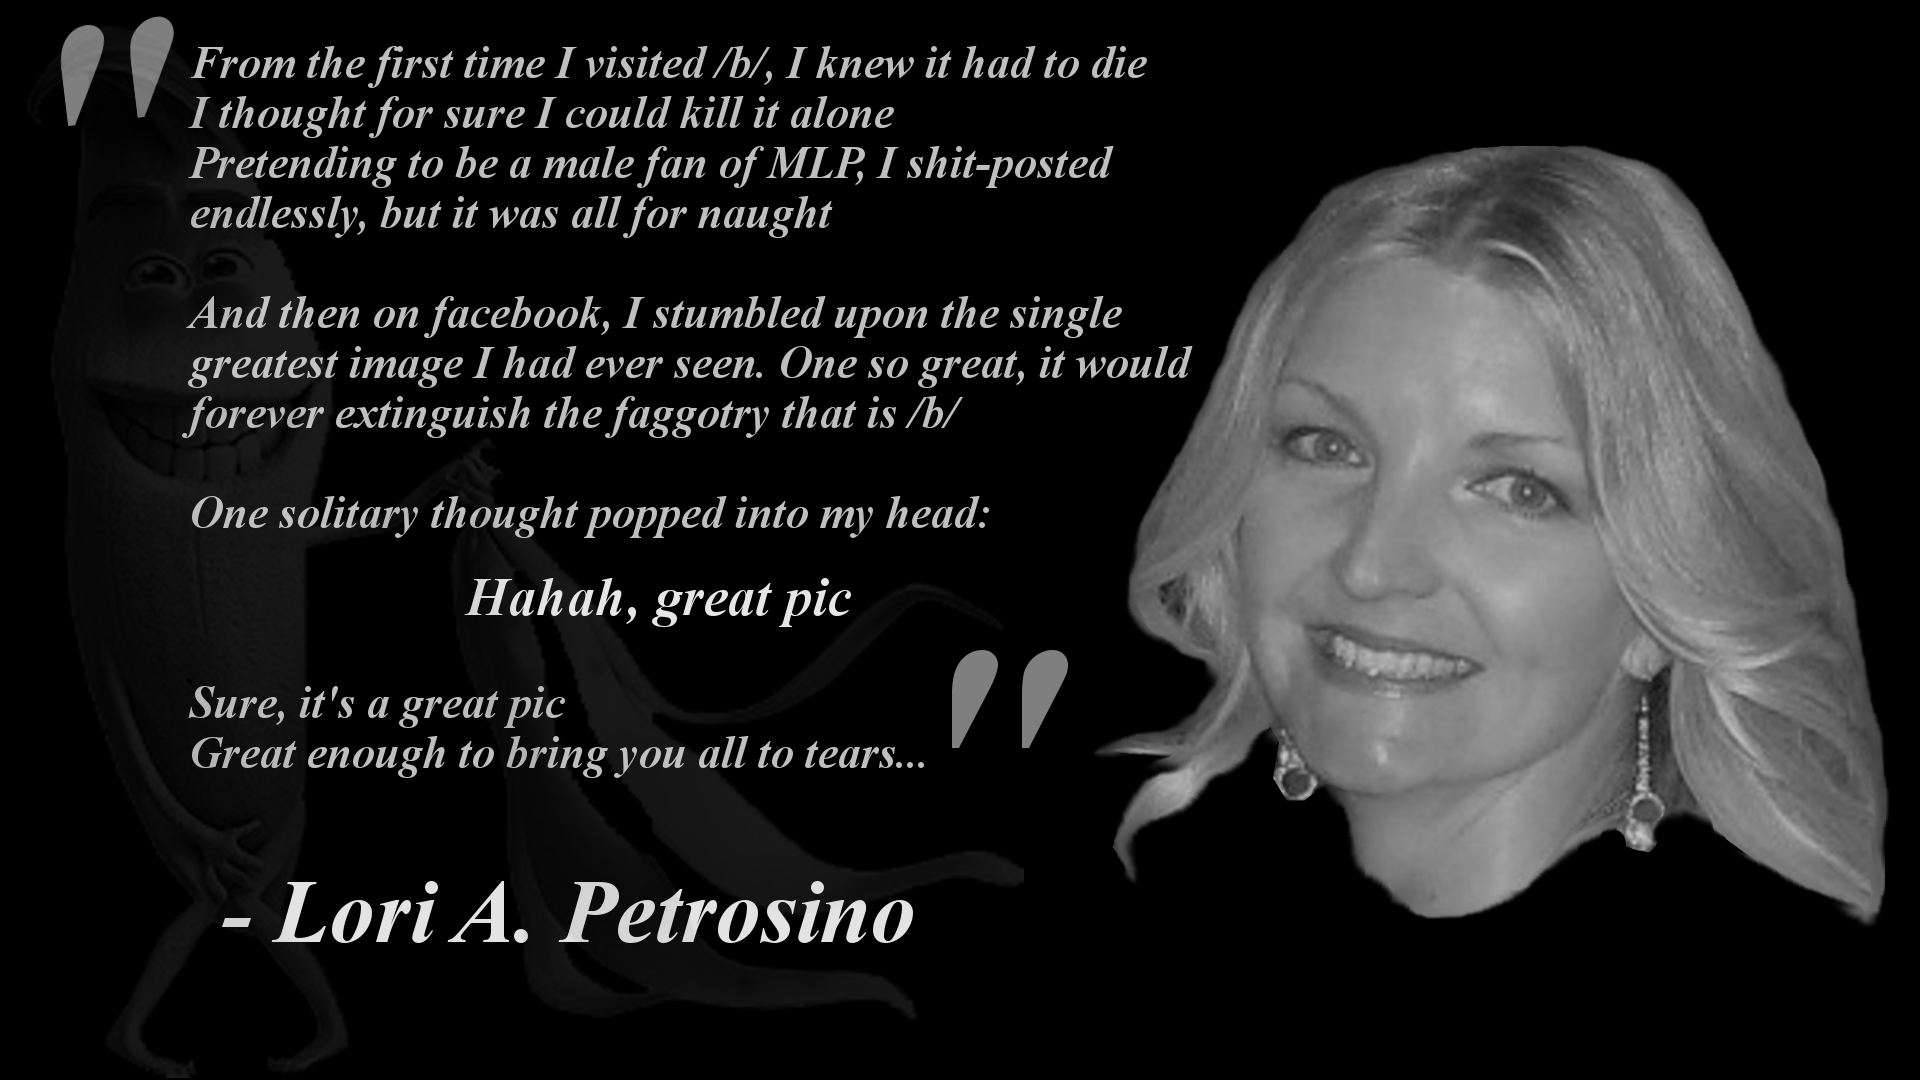 "From the first time I visited /b/, I knew it had to die
I thought for sure I could kill it alone
Pretending to be a male fan of MLP, I shit-posted
endlessly, but it was all for naught
And then on facebook, I stumbled upon the single
greatest image I had ever seen. One so great, it would
forever extinguish the faggotry that is /b/
One solitary thought popped into my head:
Hahah, great pic
Sure, it's a great pic
Great enough to bring you all to tears..."
- Lori A. Petrosino